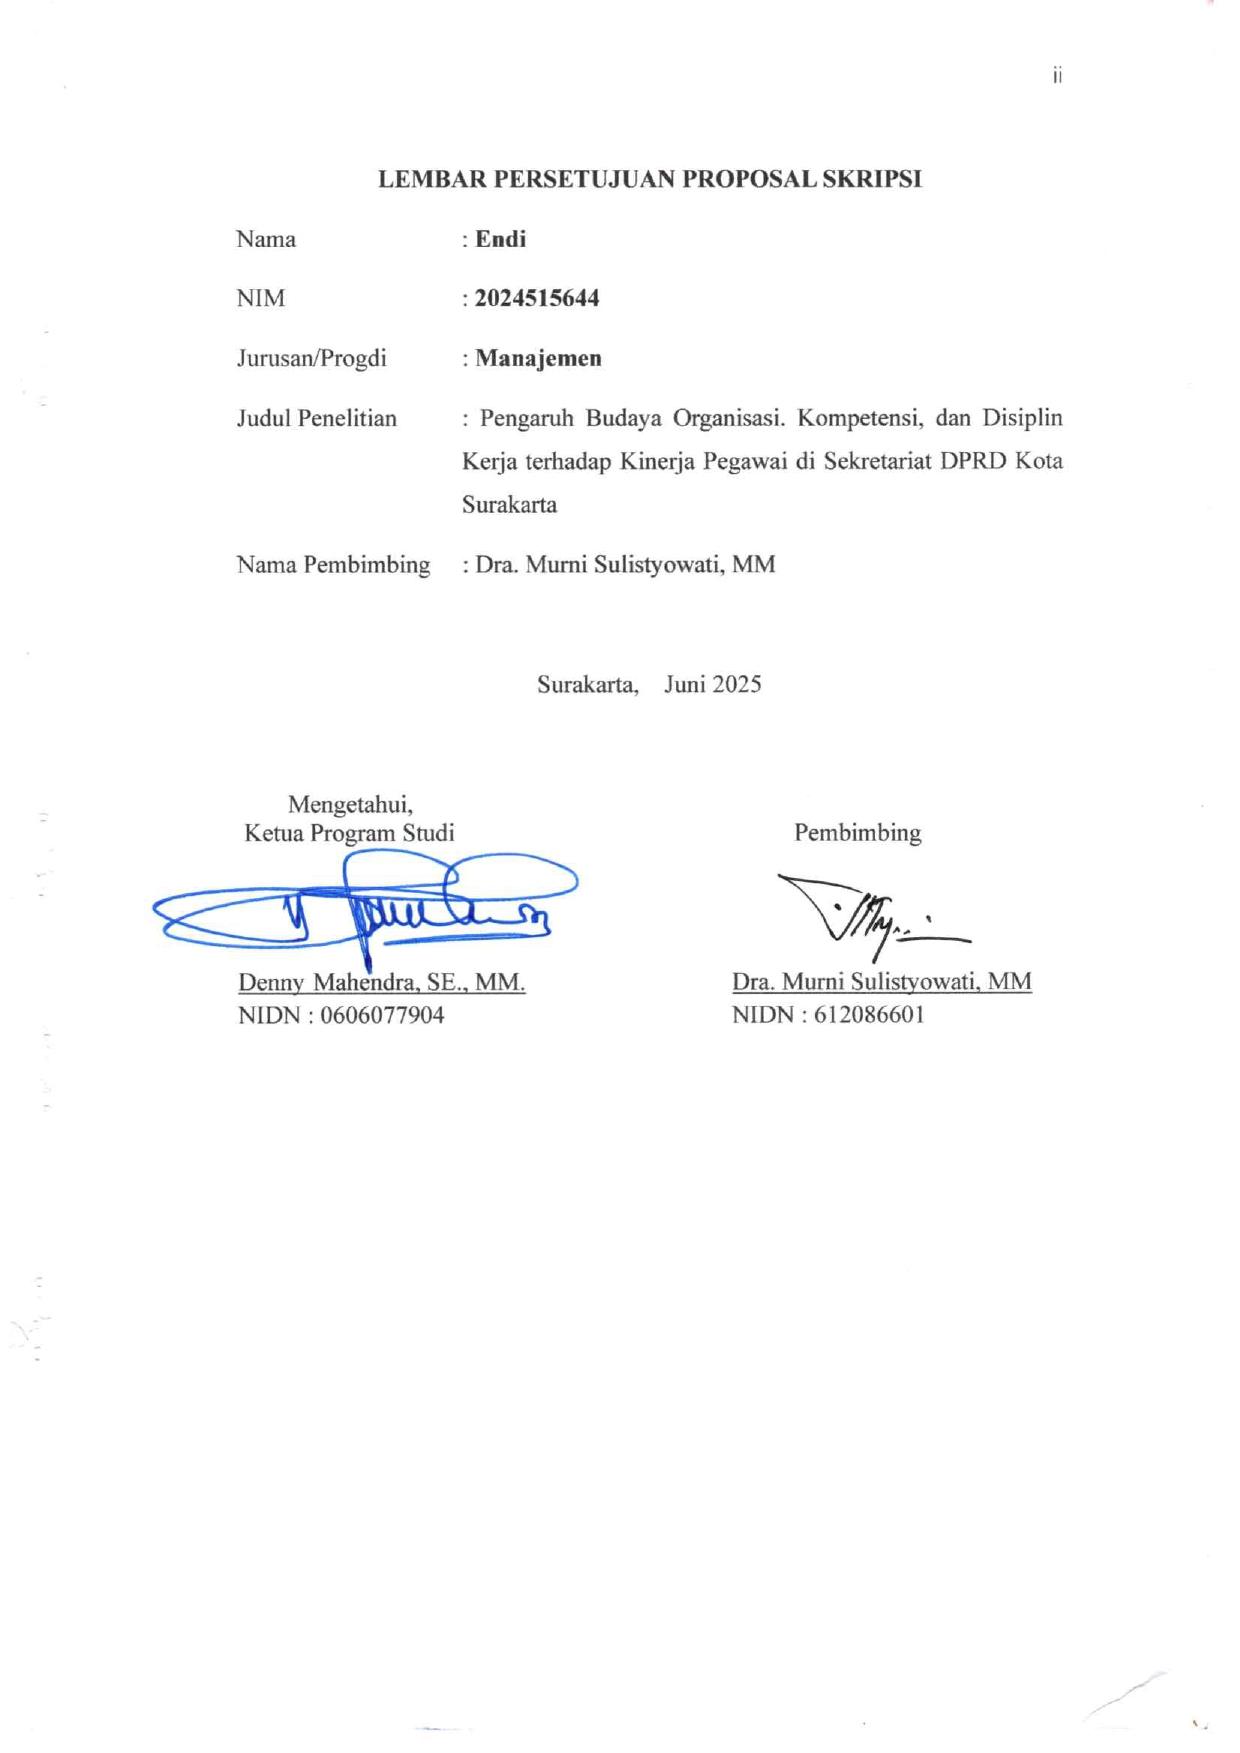 ii
LEMBAR PERSETUJUAN PROPOSAL SKRIPSI
Nama : Endi
NIM : 2024515644
Jurusan/Progdi : Manajemen
Judul Penelitian : Pengaruh Budaya Organisasi. Kompetensi, dan Disiplin
Kerja terhadap Kinerja Pegawai di Sekretariat DPRD Kota
Surakarta
Nama Pembimbing : Dra. Murni Sulistyowati, MM
Surakarta, Juni 2025
Mengetahui,
Ketua Program Studi
Pembimbing
Denny Mahendra, SE., MM.
NIDN : 0606077904
Dra. Murni Sulistyowati, MM
NIDN : 612086601